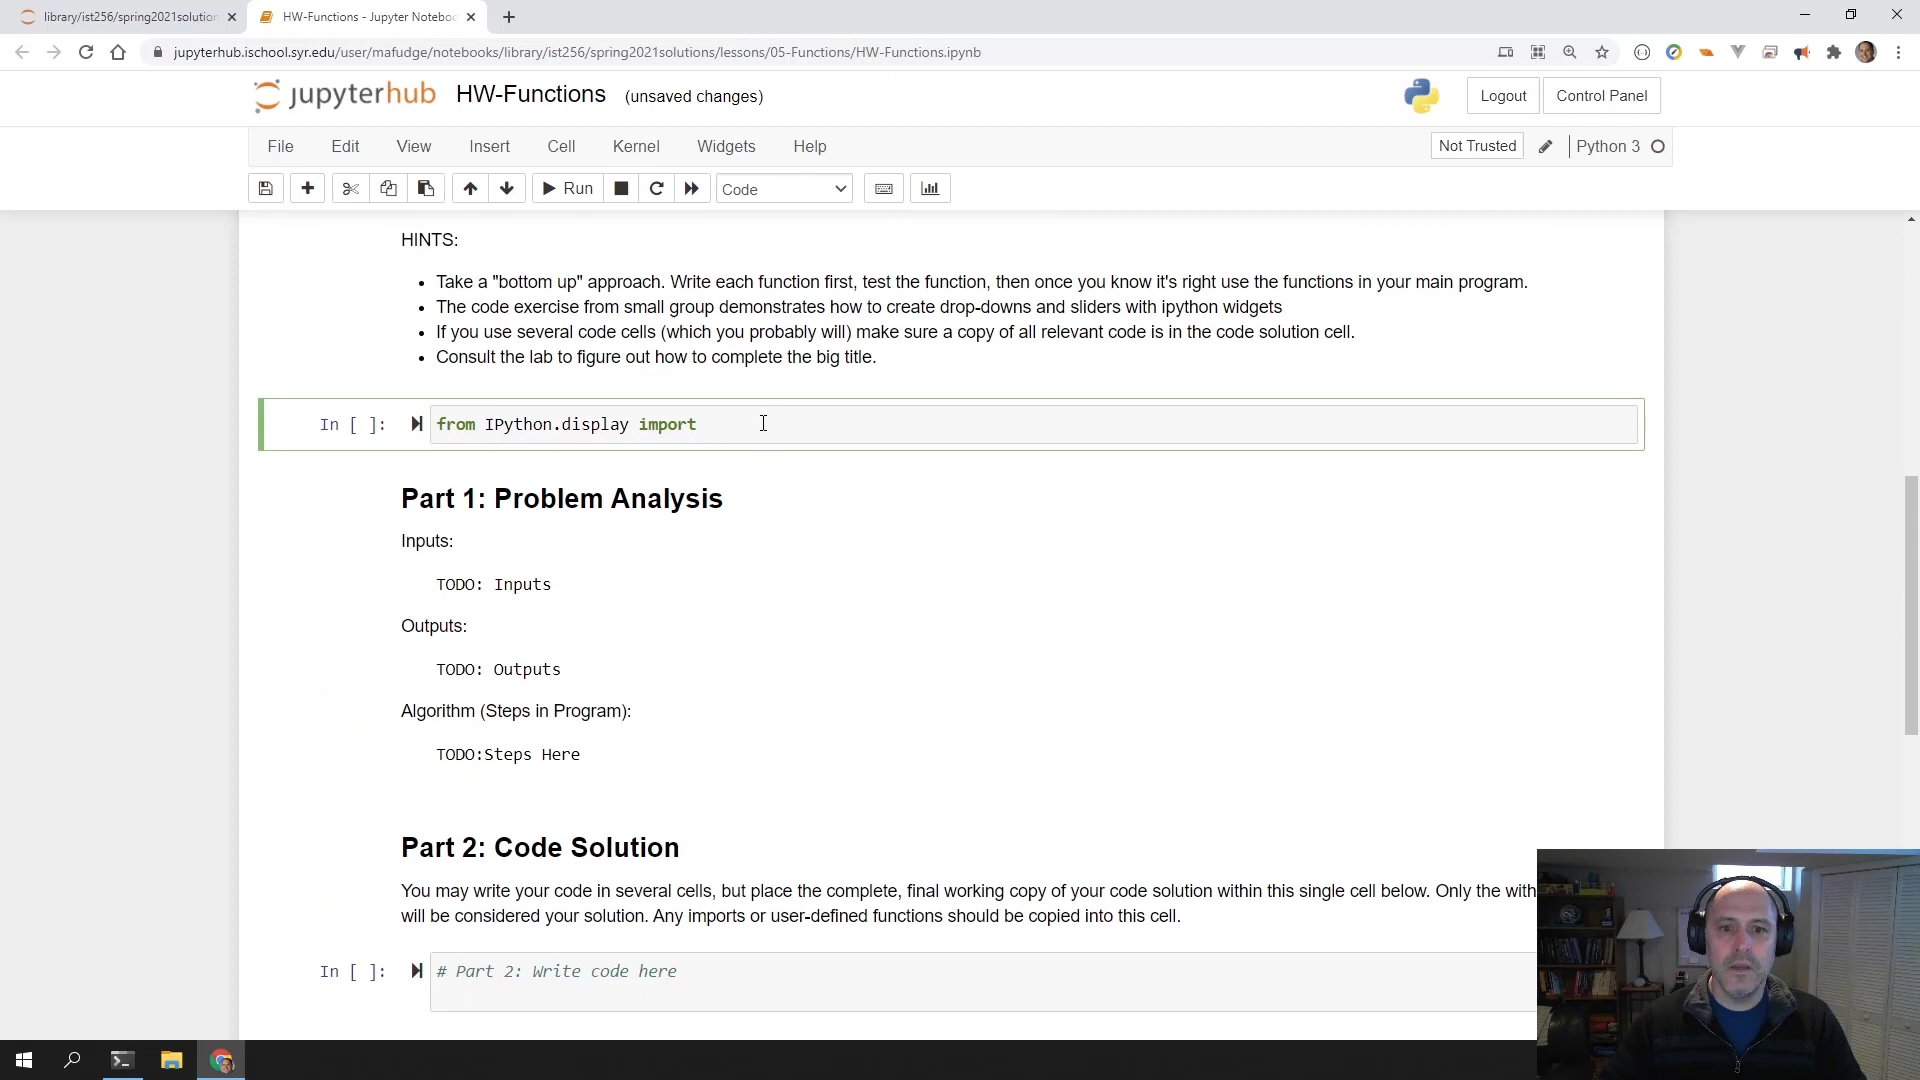 library/ist256/spring2021solution
HW-Functions - Jupyter Notebo
jupyterhub.ischool.syr.edu/user/mafudge/notebooks/library/ist256/spring2021solutions/lessons/05-Functions/HW-Functions.ipynb
jupyterhub HW-Functions (unsaved changes) Logout Control Panel
File Edit View Insert Cell Kernel Widgets Help Not Trusted Python 3
Run Code
HINTS:
• Take a "bottom up" approach. Write each function first, test the function, then once you know it's right use the functions in your main program.
• The code exercise from small group demonstrates how to create drop-downs and sliders with ipython widgets
• If you use several code cells (which you probably will) make sure a copy of all relevant code is in the code solution cell.
• Consult the lab to figure out how to complete the big title.
In [ ]: from IPython.display import
Part 1: Problem Analysis
Inputs:
TODO: Inputs
Outputs:
TODO: Outputs
Algorithm (Steps in Program):
TODO:Steps Here
Part 2: Code Solution
You may write your code in several cells, but place the complete, final working copy of your code solution within this single cell below. Only the with
will be considered your solution. Any imports or user-defined functions should be copied into this cell.
In [ ]: # Part 2: Write code here